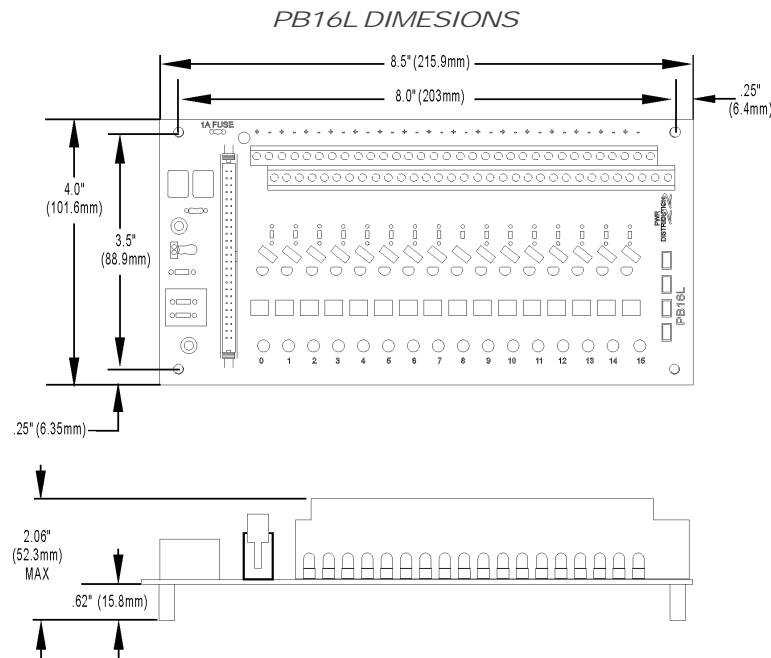 PB16L DIMESIONS
8.5" (215.9mm)
8.0" (203mm)
.25"
(6.4mm)
1A FUSE
+ - + - + - + - + - + - + - + - + - + - + - + - + - + - + - + -
4.0"
(101.6mm)
3.5"
(88.9mm)
PWR
DISTRIBUTION
PB16L
0 1 2 3 4 5 6 7 8 9 10 11 12 13 14 15
.25" (6.35mm)
2.06"
(52.3mm)
MAX
.62" (15.8mm)